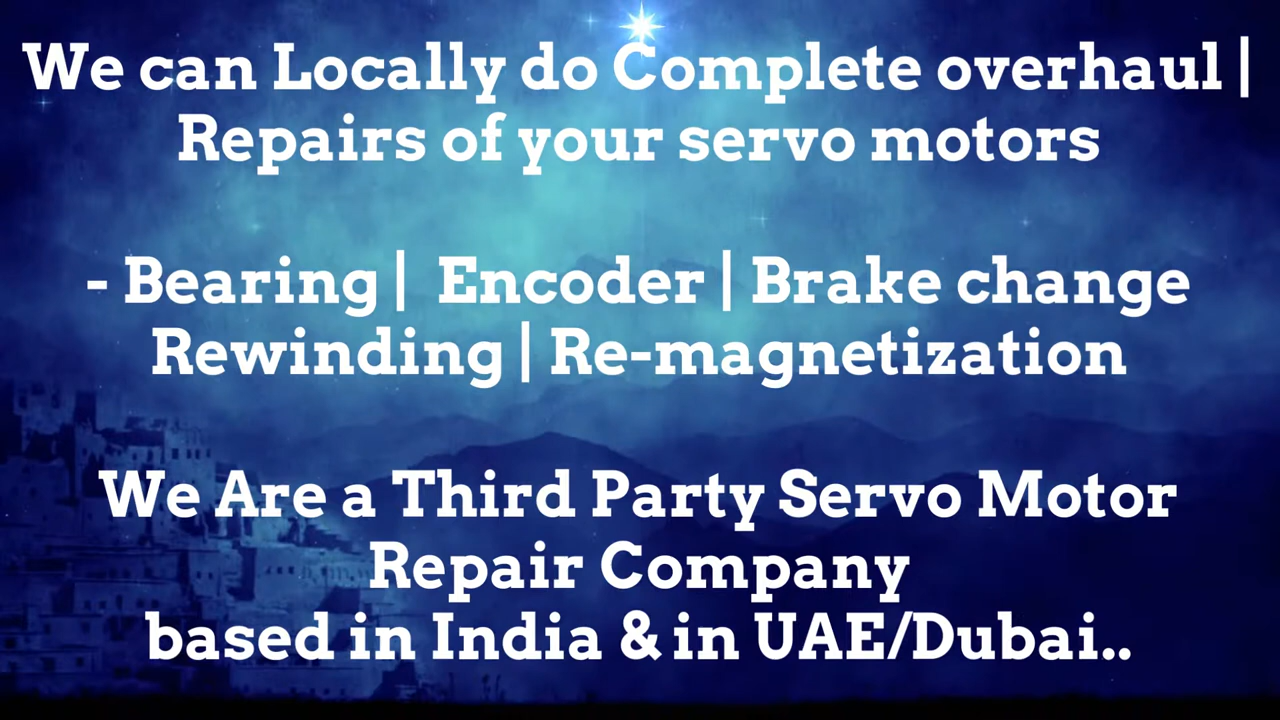 We can Locally do Complete overhaul |
Repairs of your servo motors
- Bearing | Encoder | Brake change
Rewinding | Re-magnetization
We Are a Third Party Servo Motor
Repair Company
based in India & in UAE/Dubai..